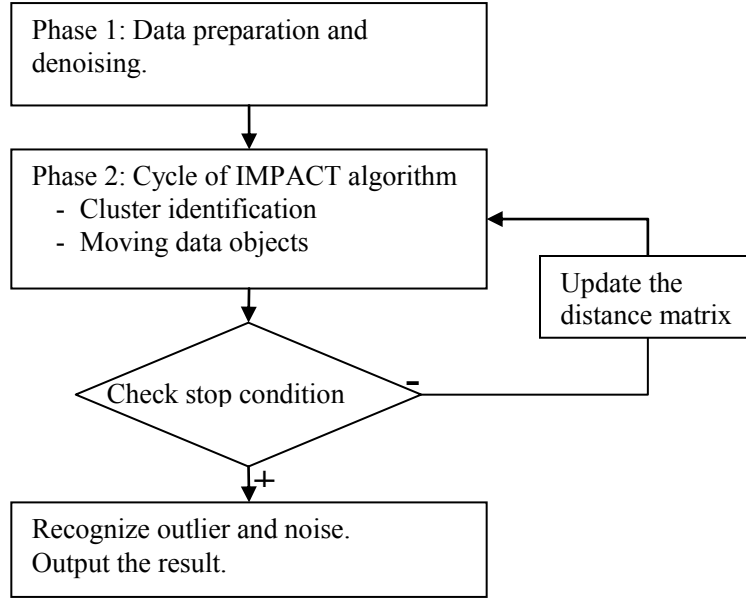 Phase 1: Data preparation and
denoising.
Phase 2: Cycle of IMPACT algorithm
- Cluster identification
- Moving data objects
Update the
distance matrix
Check stop condition
-
+
Recognize outlier and noise.
Output the result.